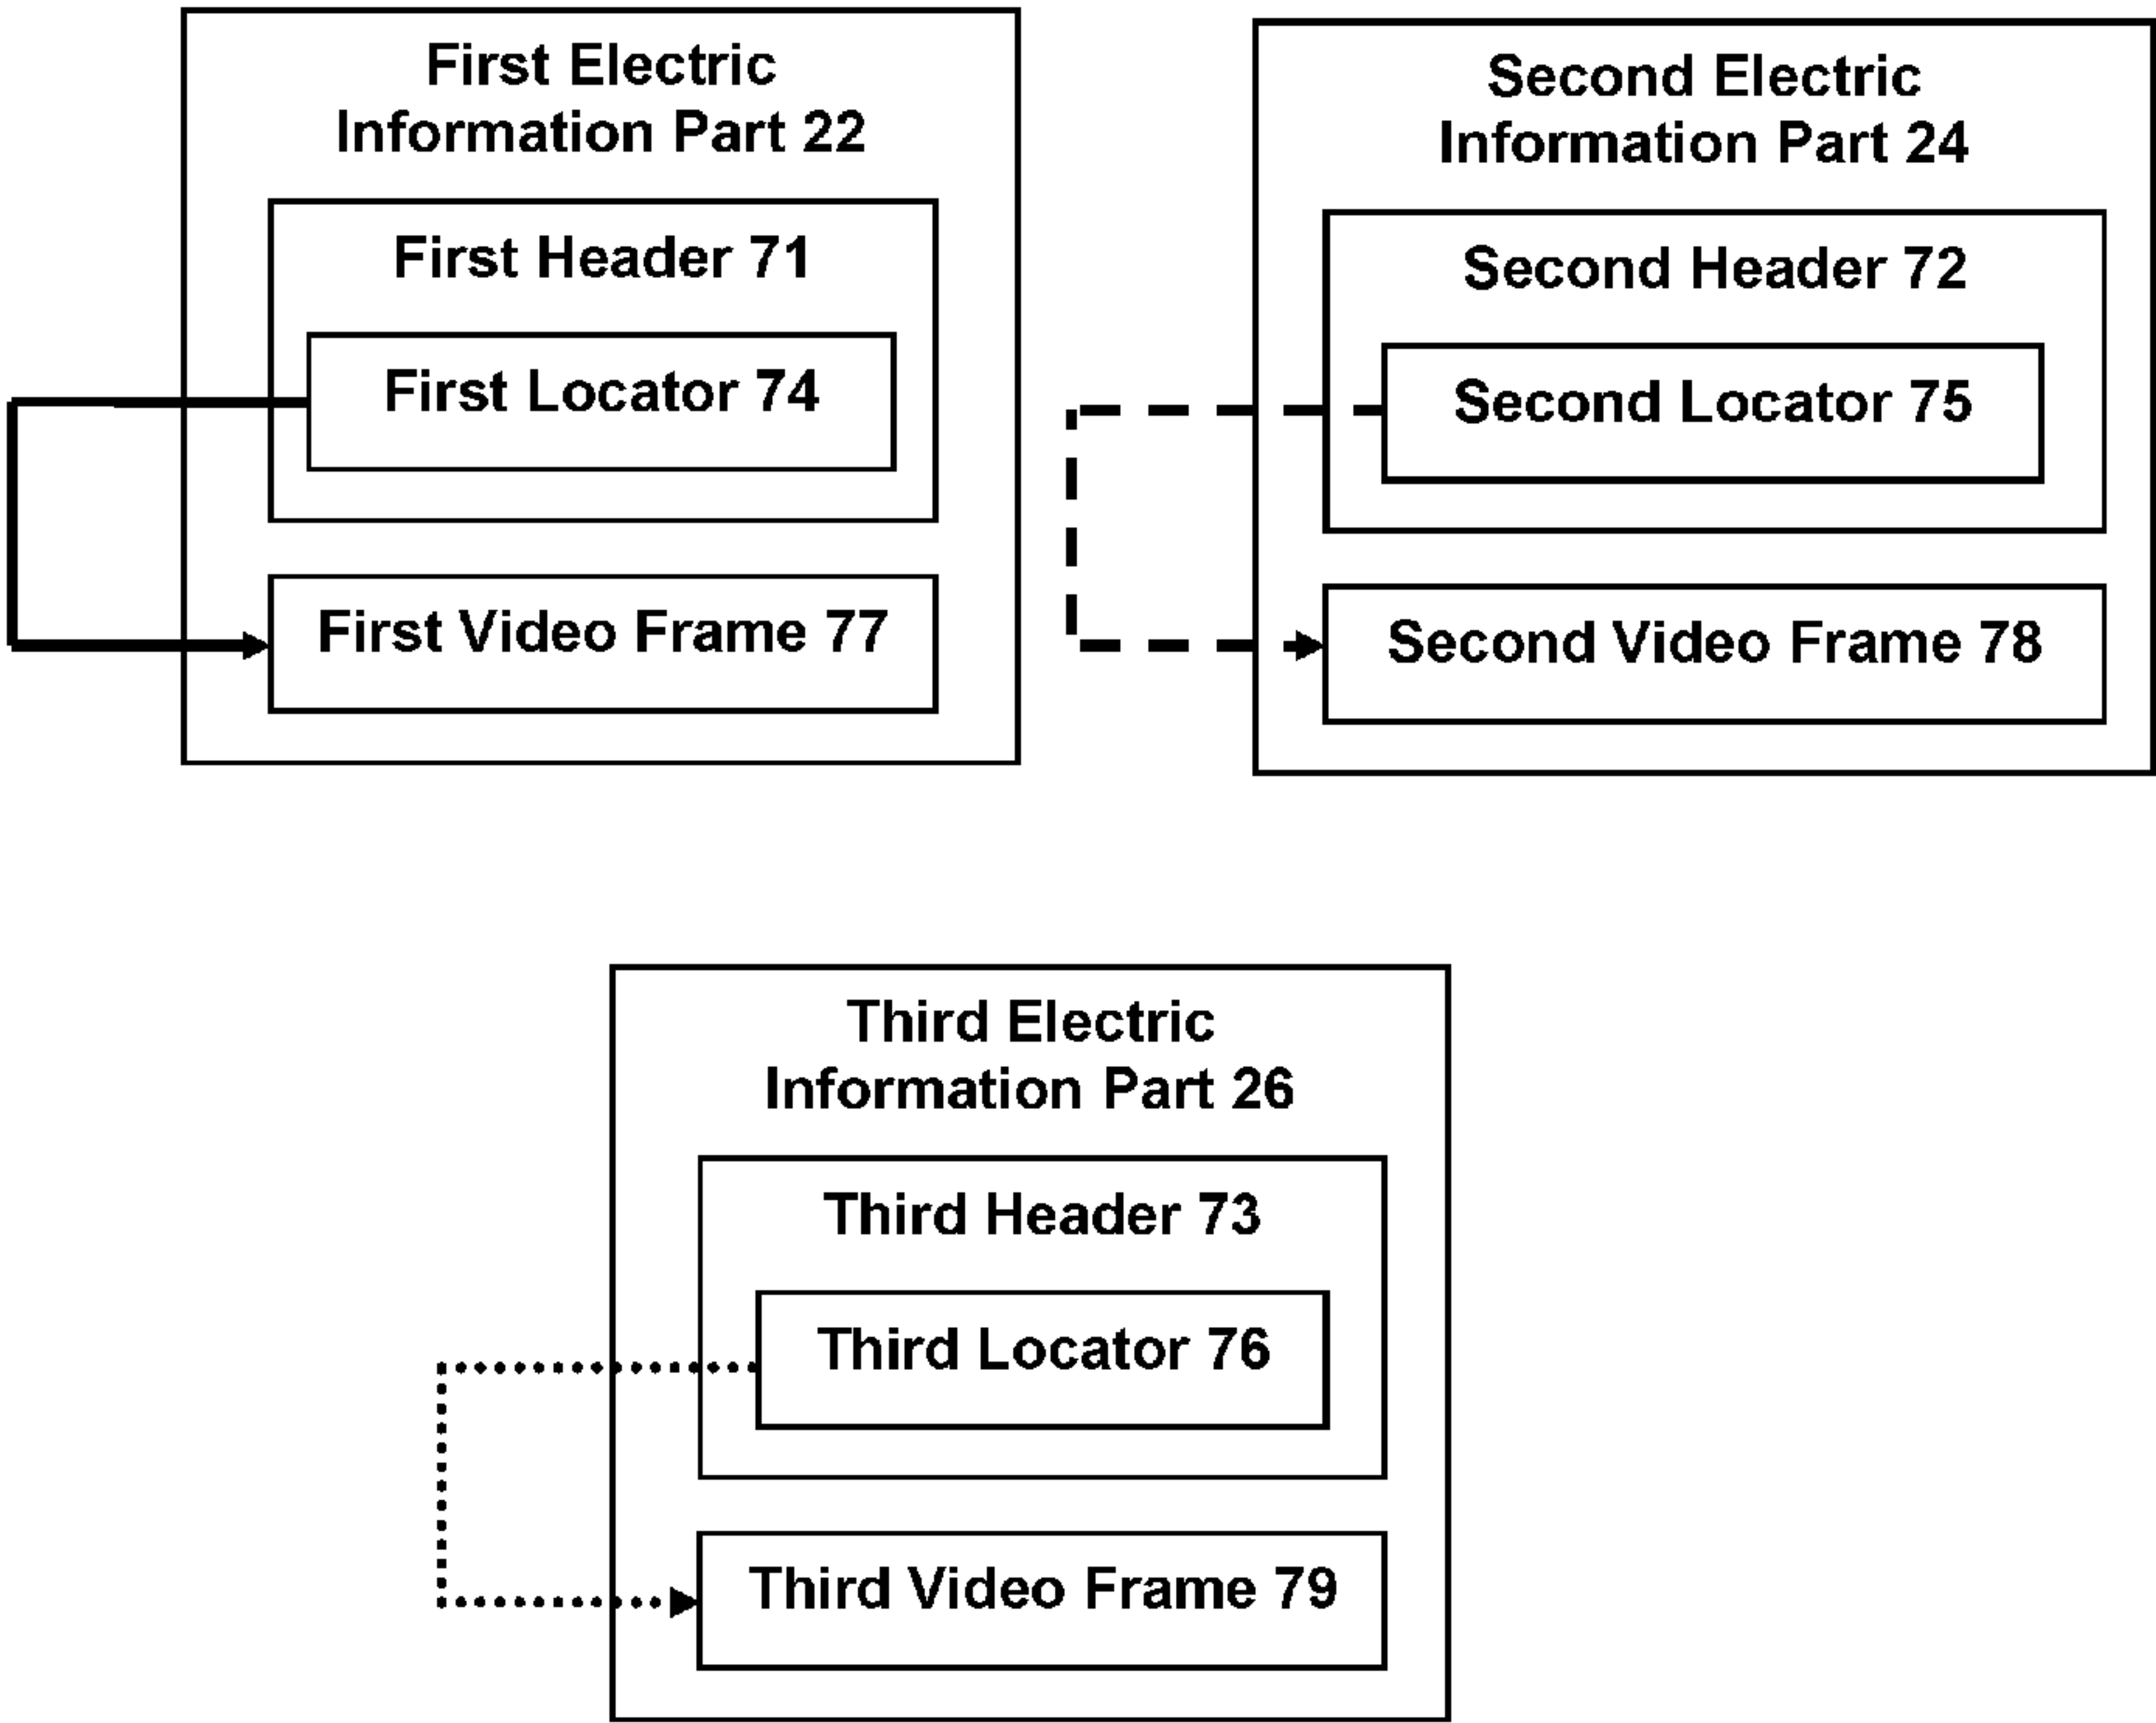 First Electric
Information Part 22
First Header 71
First Locator 74
First Video Frame 77
Second Electric
Information Part 24
Second Header 72
Second Locator 75
Second Video Frame 78
Third Electric
Information Part 26
Third Header 73
Third Locator 76
Third Video Frame 79